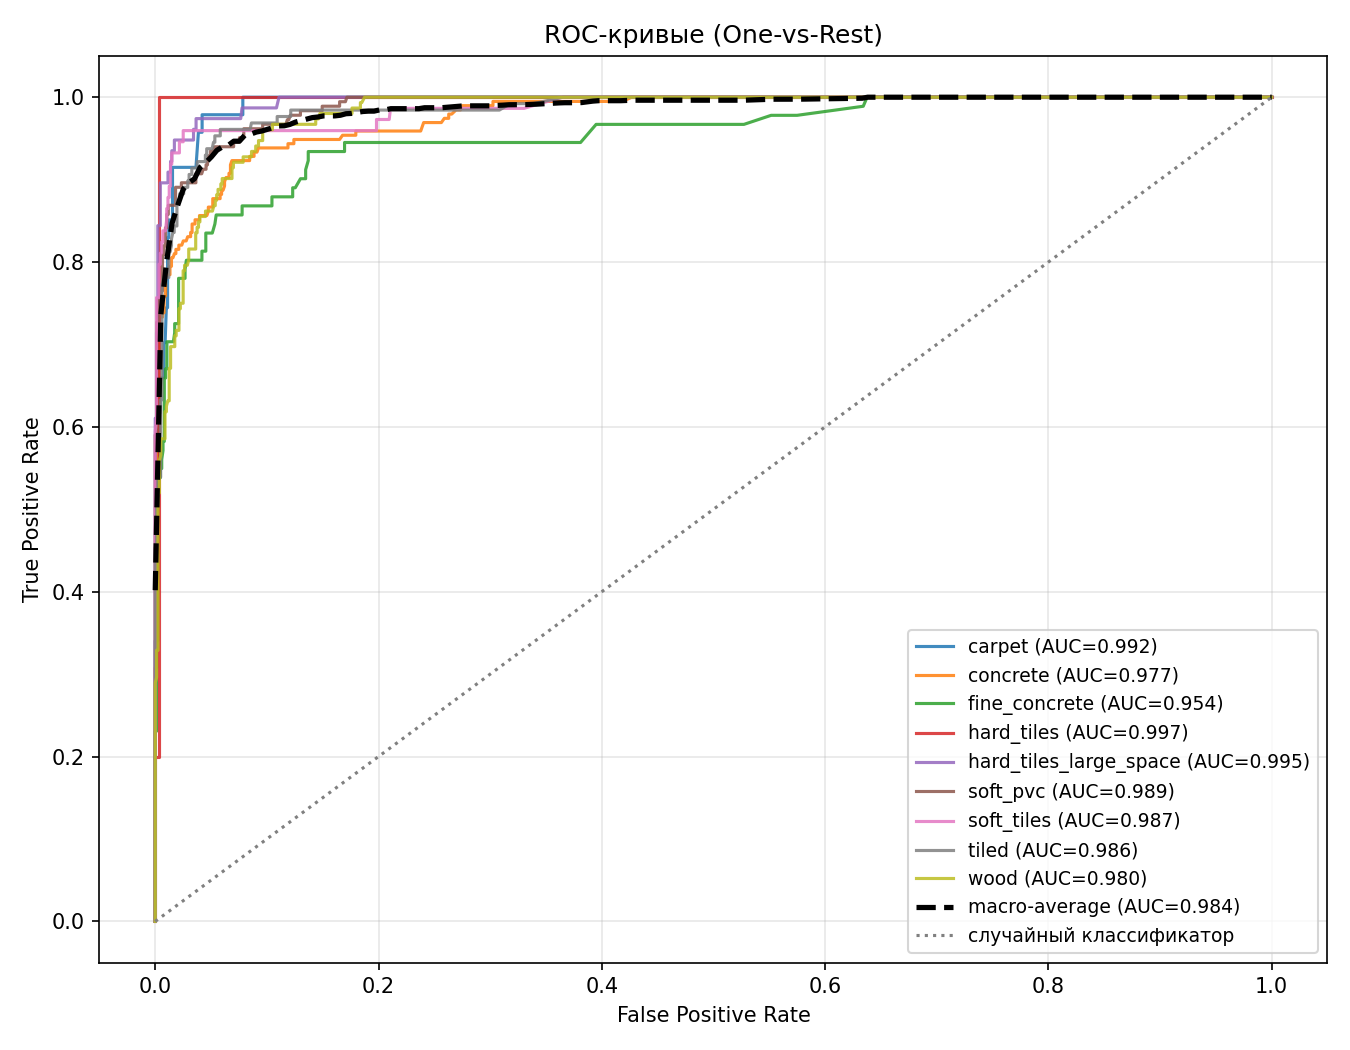 ROC-кривые (One-vs-Rest)
True Positive Rate
1.0
0.8
0.6
0.4
0.2
0.0
0.0 0.2 0.4 0.6 0.8 1.0
False Positive Rate
carpet (AUC=0.992)
concrete (AUC=0.977)
fine_concrete (AUC=0.954)
hard_tiles (AUC=0.997)
hard_tiles_large_space (AUC=0.995)
soft_pvc (AUC=0.989)
soft_tiles (AUC=0.987)
tiled (AUC=0.986)
wood (AUC=0.980)
macro-average (AUC=0.984)
случайный классификатор